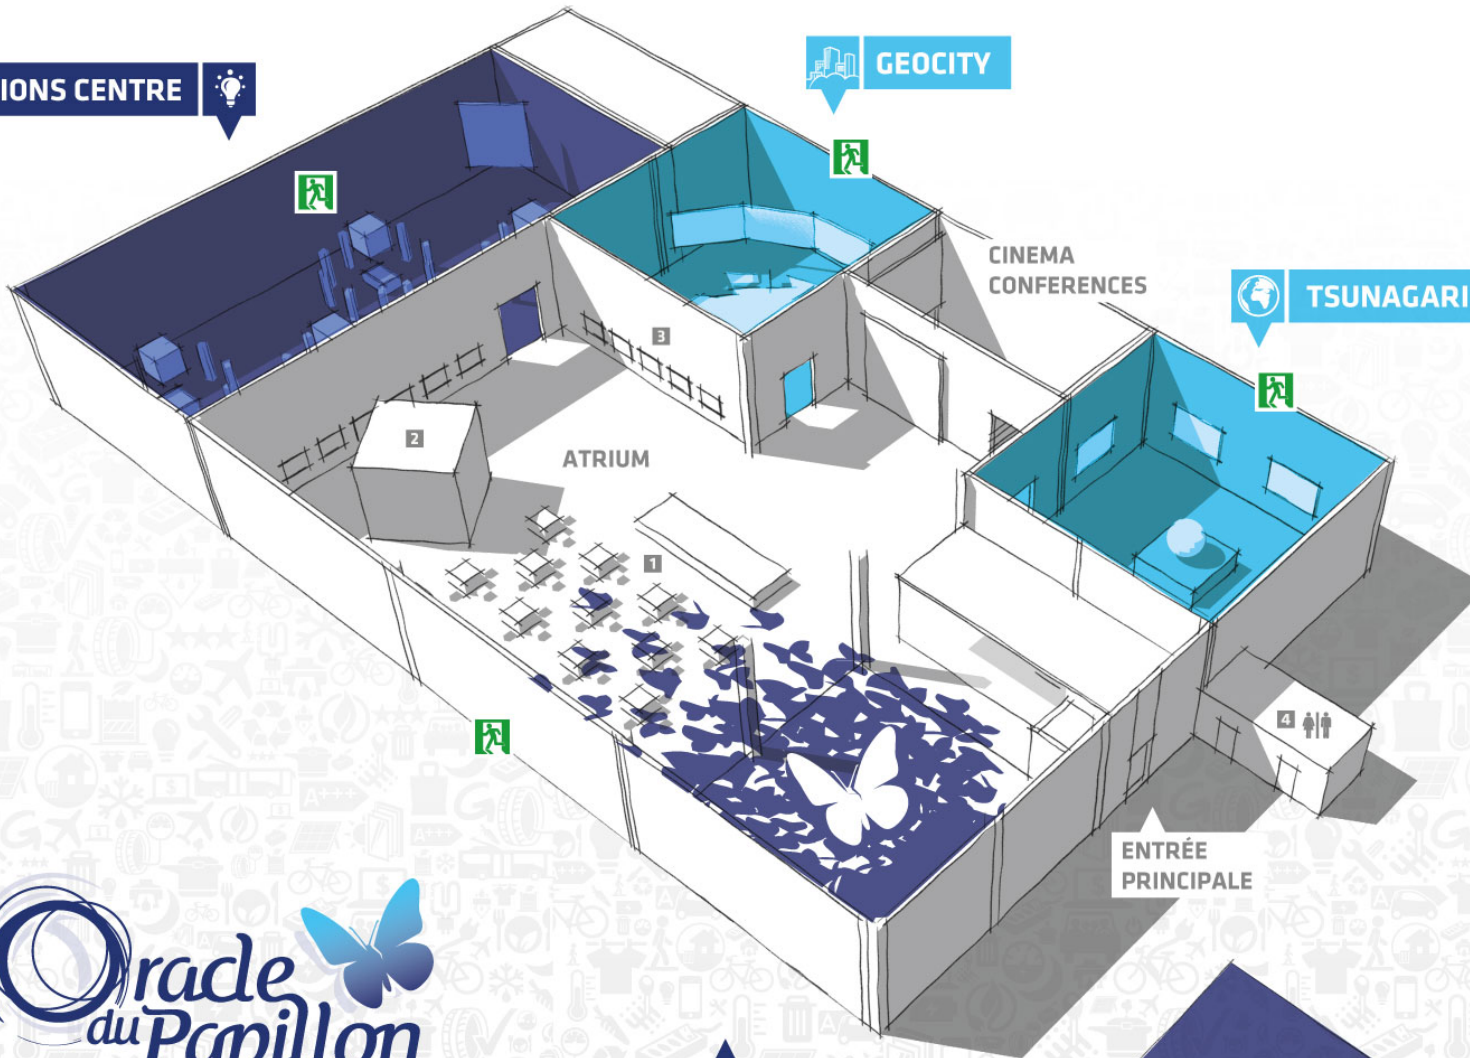 IONS CENTRE
GEOCITY
CINEMA
CONFERENCES
TSUNAGARI
3
2
ATRIUM
1
4
ENTRÉE
PRINCIPALE
Oracle
du Papillon